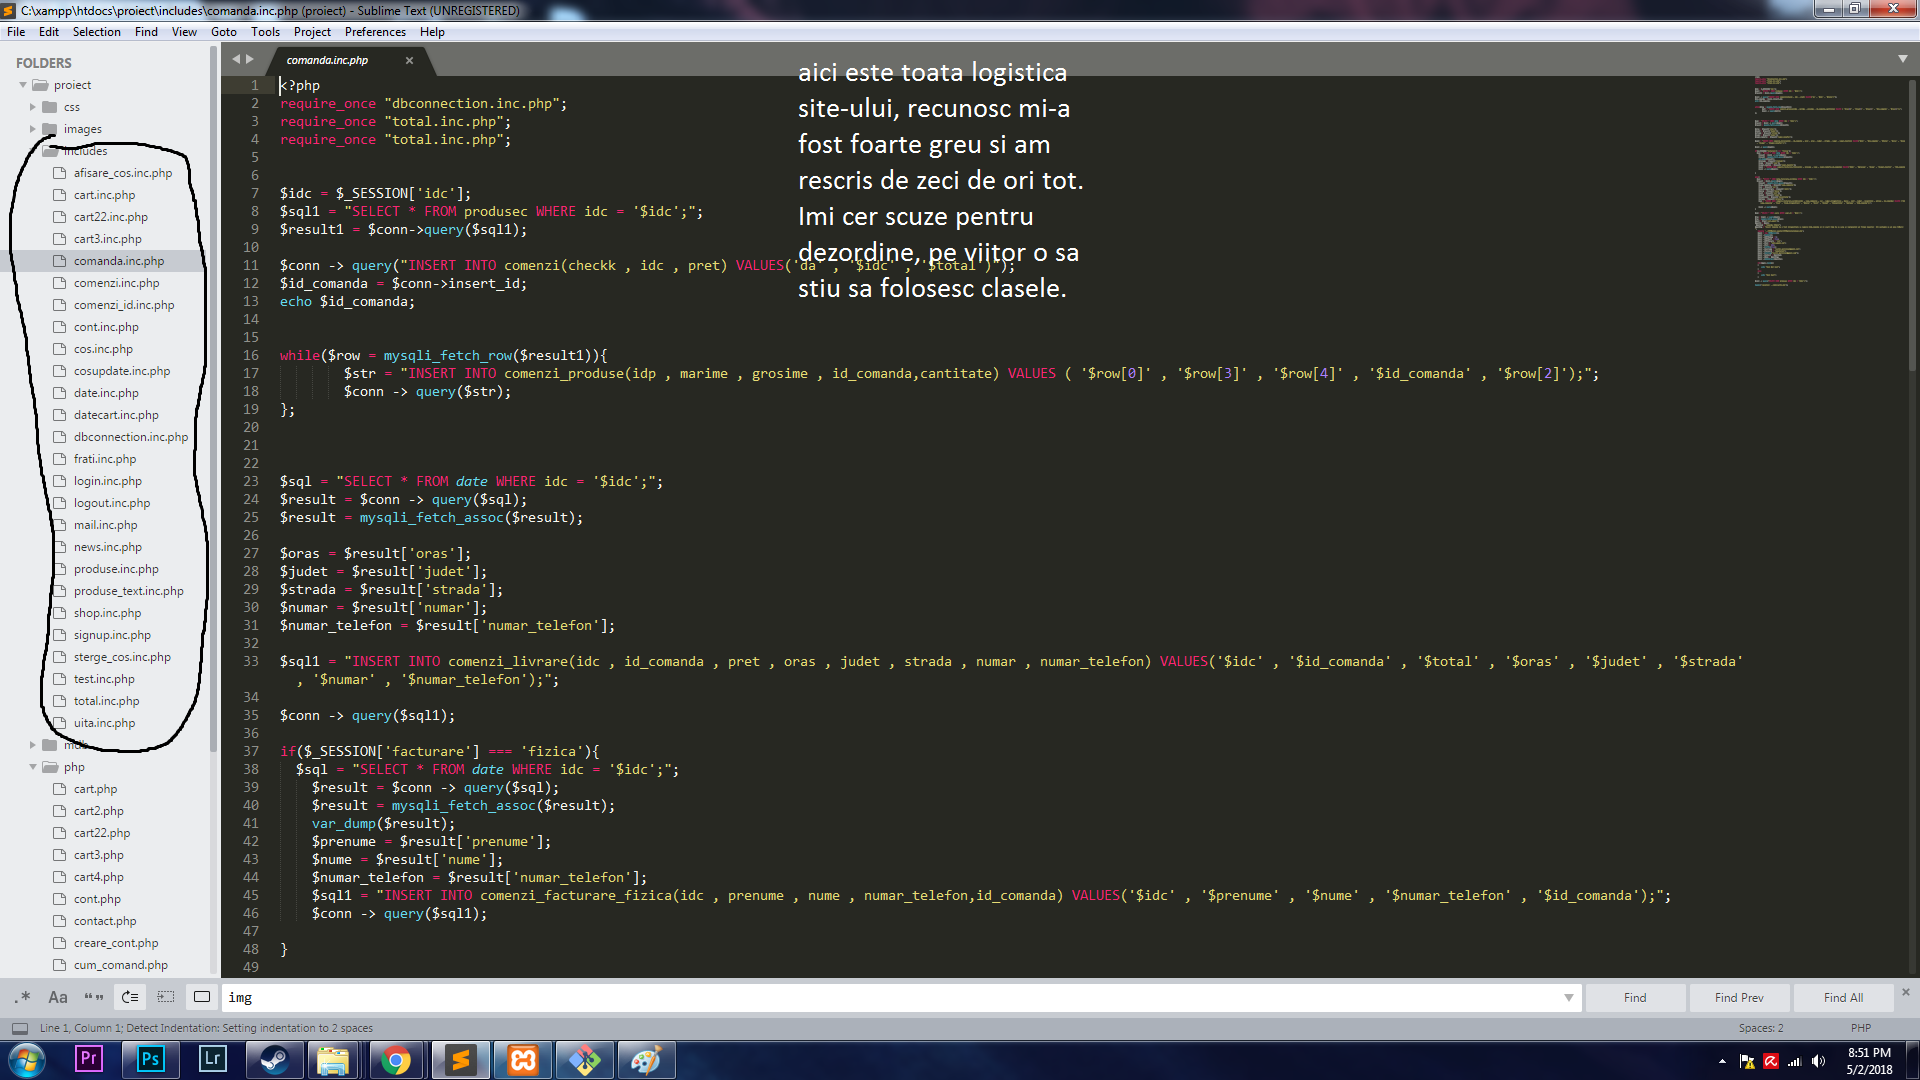 C:\xampp\htdocs\proiect\includes\comanda.inc.php (proiect) - Sublime Text (UNREGISTERED)
File Edit Selection Find View Goto Tools Project Preferences Help
FOLDERS
proiect
css
images
includes
afisare_cos.inc.php
cart.inc.php
cart22.inc.php
cart3.inc.php
comanda.inc.php
comenzi.inc.php
comenzi_id.inc.php
cont.inc.php
cos.inc.php
cosupdate.inc.php
date.inc.php
datecart.inc.php
dbconnection.inc.php
frati.inc.php
login.inc.php
logout.inc.php
mail.inc.php
news.inc.php
produse.inc.php
produse_text.inc.php
shop.inc.php
signup.inc.php
sterge_cos.inc.php
test.inc.php
total.inc.php
uita.inc.php
mdb
php
cart.php
cart2.php
cart22.php
cart3.php
cart4.php
cont.php
contact.php
creare_cont.php
cum_comand.php
comanda.inc.php
aici este toata logistica
site-ului, recunosc mi-a
fost foarte greu si am
rescris de zeci de ori tot.
Imi cer scuze pentru
dezordine, pe viitor o sa
stiu sa folosesc clasele.
1 <?php
2 require_once "dbconnection.inc.php";
3 require_once "total.inc.php";
4 require_once "total.inc.php";
5
6
7 $idc = $_SESSION['idc'];
8 $sql1 = "SELECT * FROM produsec WHERE idc = '$idc';";
9 $result1 = $conn->query($sql1);
10
11 $conn -> query("INSERT INTO comenzi(checkk , idc , pret) VALUES('da' , '$idc' , '$total')");
12 $id_comanda = $conn->insert_id;
13 echo $id_comanda;
14
15
16 while($row = mysqli_fetch_row($result1)){
17 $str = "INSERT INTO comenzi_produse(idp , marime , grosime , id_comanda,cantitate) VALUES ( '$row[0]' , '$row[3]' , '$row[4]' , '$id_comanda' , '$row[2]');";
18 $conn -> query($str);
19 };
20
21
22
23 $sql = "SELECT * FROM date WHERE idc = '$idc';";
24 $result = $conn -> query($sql);
25 $result = mysqli_fetch_assoc($result);
26
27 $oras = $result['oras'];
28 $judet = $result['judet'];
29 $strada = $result['strada'];
30 $numar = $result['numar'];
31 $numar_telefon = $result['numar_telefon'];
32
33 $sql1 = "INSERT INTO comenzi_livrare(idc , id_comanda , pret , oras , judet , strada , numar , numar_telefon) VALUES('$idc' , '$id_comanda' , '$total' , '$oras' , '$judet' , '$strada'
, '$numar' , '$numar_telefon');";
34
35 $conn -> query($sql1);
36
37 if($_SESSION['facturare'] === 'fizica'){
38 $sql = "SELECT * FROM date WHERE idc = '$idc';";
39 $result = $conn -> query($sql);
40 $result = mysqli_fetch_assoc($result);
41 var_dump($result);
42 $prenume = $result['prenume'];
43 $nume = $result['nume'];
44 $numar_telefon = $result['numar_telefon'];
45 $sql1 = "INSERT INTO comenzi_facturare_fizica(idc , prenume , nume , numar_telefon,id_comanda) VALUES('$idc' , '$prenume' , '$nume' , '$numar_telefon' , '$id_comanda');";
46 $conn -> query($sql1);
47
48 }
49
.* Aa “” img Find Find Prev Find All
Line 1, Column 1; Detect Indentation: Setting indentation to 2 spaces Spaces: 2 PHP
Pr Ps Lr
8:51 PM
5/2/2018